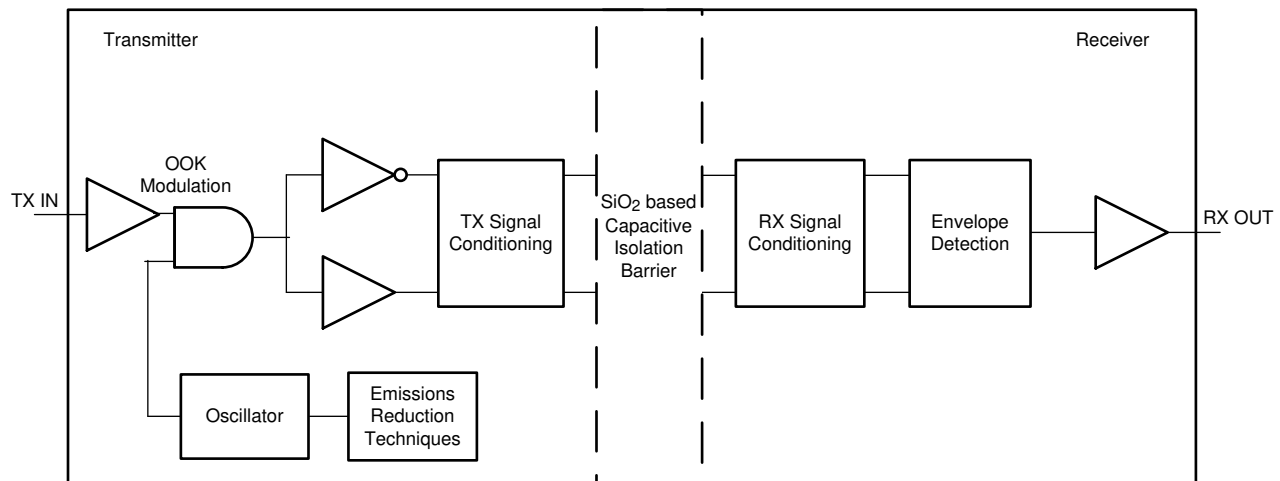 Transmitter
Receiver
OOK
Modulation
TX IN
TX Signal
Conditioning
SiO2 based
Capacitive
Isolation
Barrier
RX Signal
Conditioning
Envelope
Detection
RX OUT
Oscillator
Emissions
Reduction
Techniques